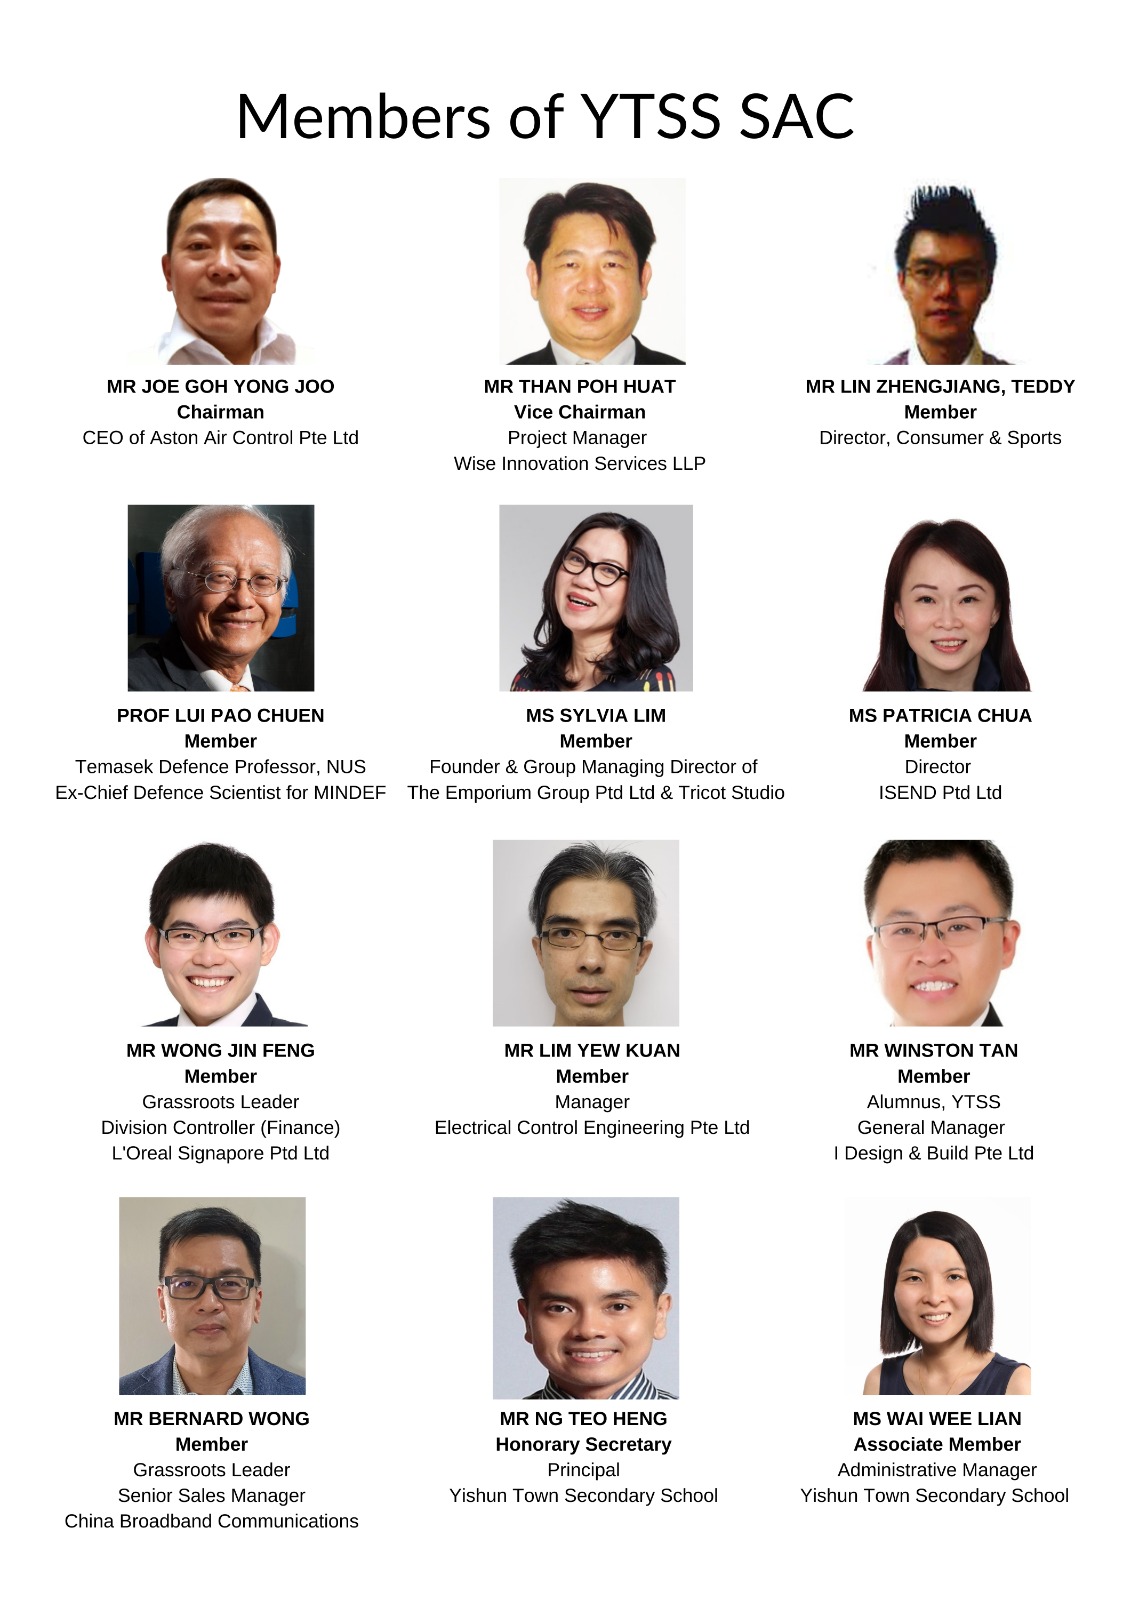 Members of YTSS SAC
MR JOE GOH YONG JOO
Chairman
CEO of Aston Air Control Pte Ltd
MR THAN POH HUAT
Vice Chairman
Project Manager
Wise Innovation Services LLP
MR LIN ZHENGJIANG, TEDDY
Member
Director, Consumer & Sports
PROF LUI PAO CHUEN
Member
Temasek Defence Professor, NUS
Ex-Chief Defence Scientist for MINDEF
MS SYLVIA LIM
Member
Founder & Group Managing Director of
The Emporium Group Ptd Ltd & Tricot Studio
MS PATRICIA CHUA
Member
Director
ISEND Ptd Ltd
MR WONG JIN FENG
Member
Grassroots Leader
Division Controller (Finance)
L'Oreal Signapore Ptd Ltd
MR LIM YEW KUAN
Member
Manager
Electrical Control Engineering Pte Ltd
MR WINSTON TAN
Member
Alumnus, YTSS
General Manager
I Design & Build Pte Ltd
MR BERNARD WONG
Member
Grassroots Leader
Senior Sales Manager
China Broadband Communications
MR NG TEO HENG
Honorary Secretary
Principal
Yishun Town Secondary School
MS WAI WEE LIAN
Associate Member
Administrative Manager
Yishun Town Secondary School